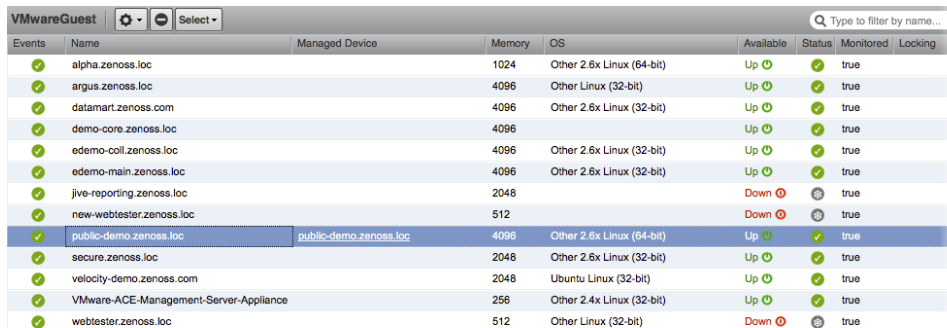 VMwareGuest Select Type to filter by name...
Events Name Managed Device Memory OS Available Status Monitored Locking
alpha.zenoss.loc 1024 Other 2.6x Linux (64-bit) Up true
argus.zenoss.loc 4096 Other Linux (32-bit) Up true
datamart.zenoss.com 4096 Other 2.6x Linux (32-bit) Up true
demo-core.zenoss.loc 4096 Up true
edemo-coll.zenoss.loc 4096 Other 2.6x Linux (32-bit) Up true
edemo-main.zenoss.loc 4096 Other 2.6x Linux (32-bit) Up true
jive-reporting.zenoss.loc 2048 Down true
new-webtester.zenoss.loc 512 Down true
public-demo.zenoss.loc public-demo.zenoss.loc 4096 Other 2.6x Linux (64-bit) Up true
secure.zenoss.loc 2048 Other 2.6x Linux (32-bit) Up true
velocity-demo.zenoss.com 2048 Ubuntu Linux (32-bit) Up true
VMware-ACE-Management-Server-Appliance 256 Other 2.4x Linux (32-bit) Up true
webtester.zenoss.loc 512 Other Linux (32-bit) Down true